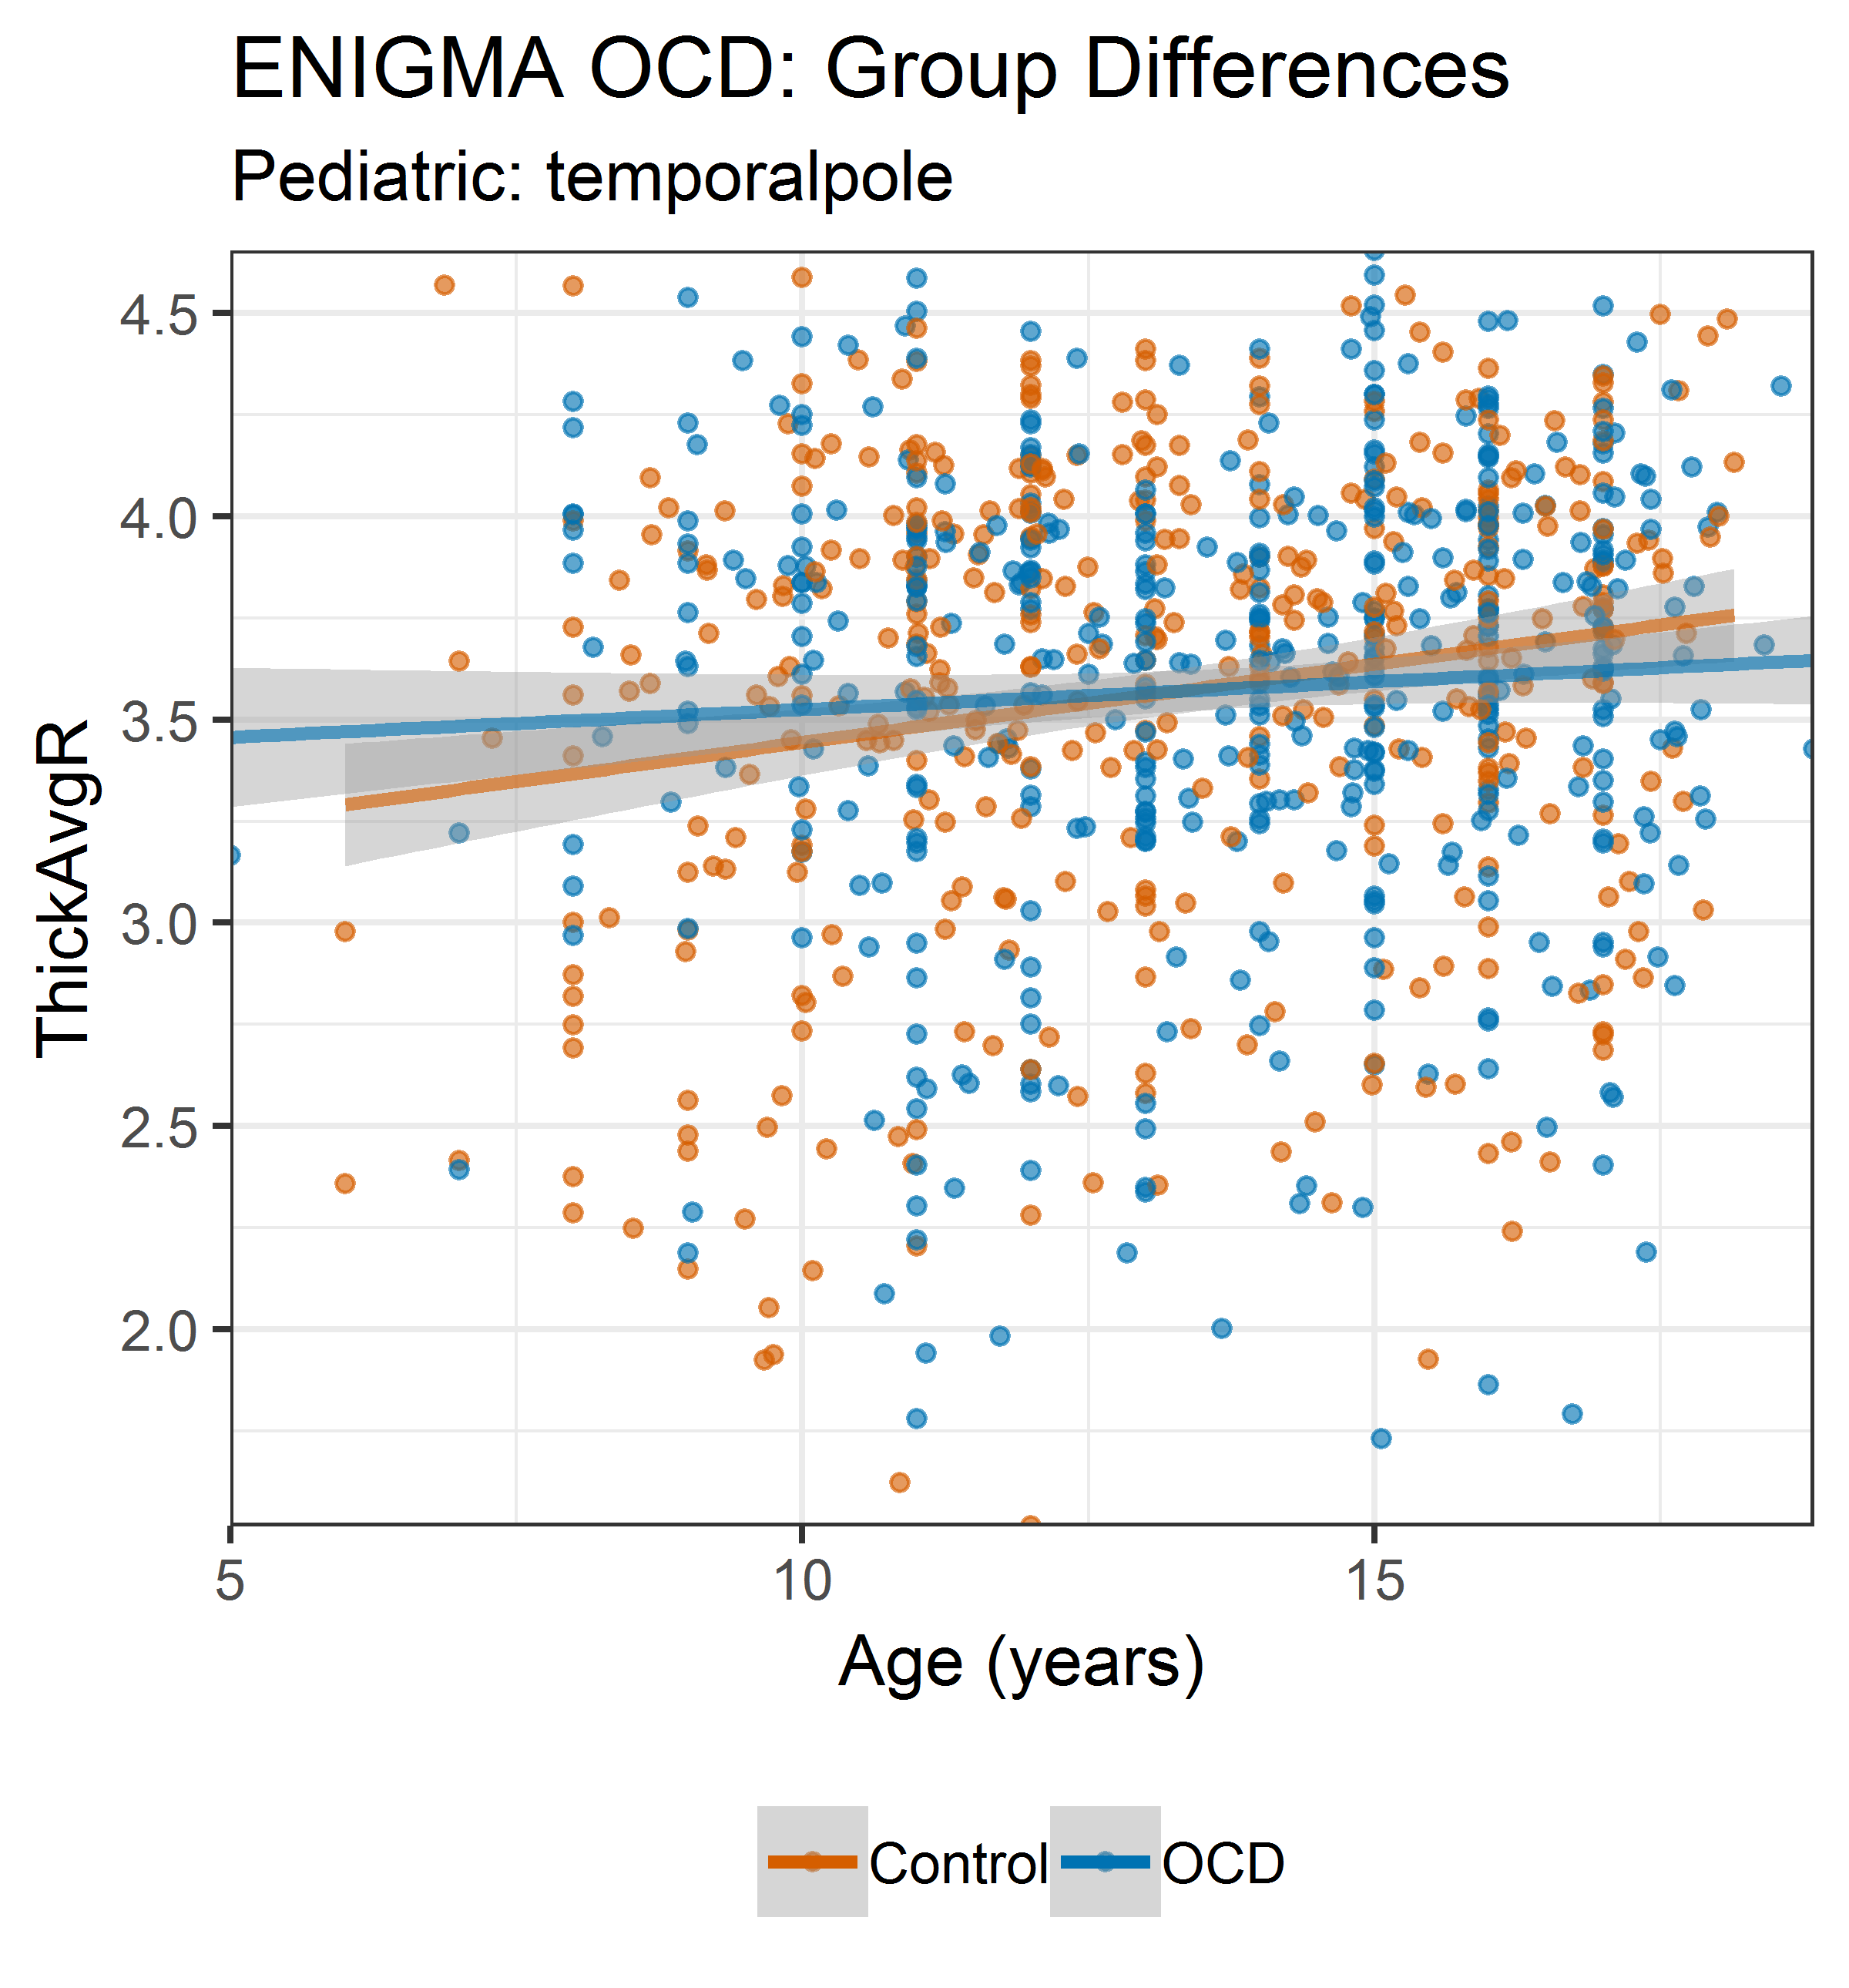 ENIGMA OCD: Group Differences
Pediatric: temporalpole
4.5
4.0
3.5
3.0
2.5
2.0
ThickAvgR
5 10 15
Age (years)
Control OCD